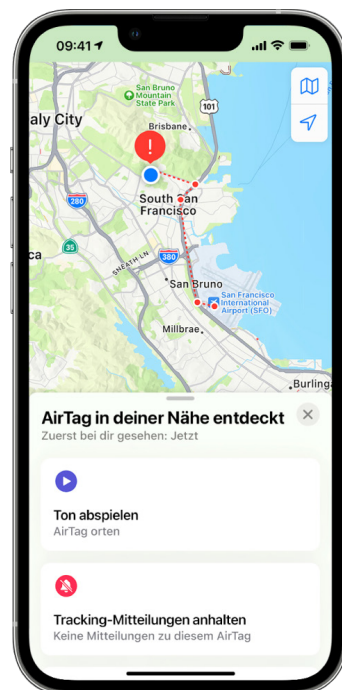 09:41
San Bruno
Mountain
State Park
101
aly City
Brisbane
!
280
South San
Francisco
35
ca
SNEATH LN
380
San Bruno
San Francisco
International
Airport (SFO)
Millbrae
Burling
AirTag in deiner Nähe entdeckt
Zuerst bei dir gesehen: Jetzt
Ton abspielen
AirTag orten
Tracking-Mitteilungen anhalten
Keine Mitteilungen zu diesem AirTag